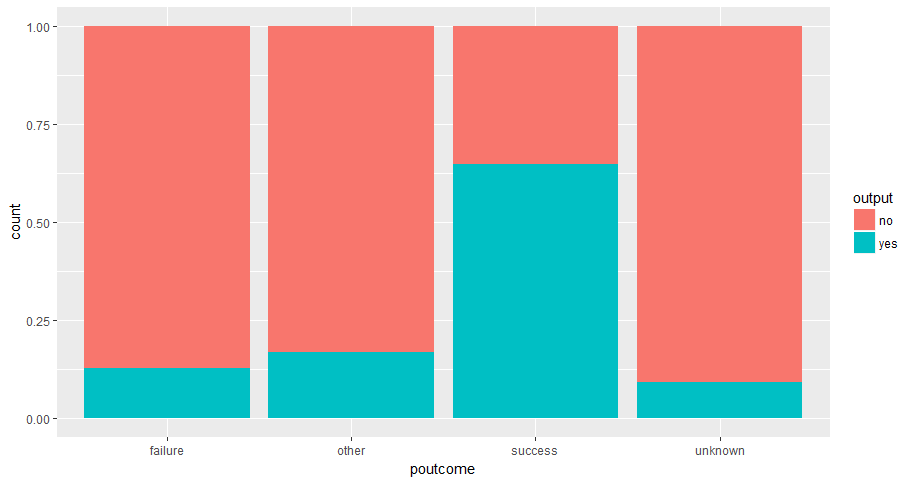 1.00
0.75
0.50
0.25
0.00
count
failure other success unknown
poutcome
output
no
yes